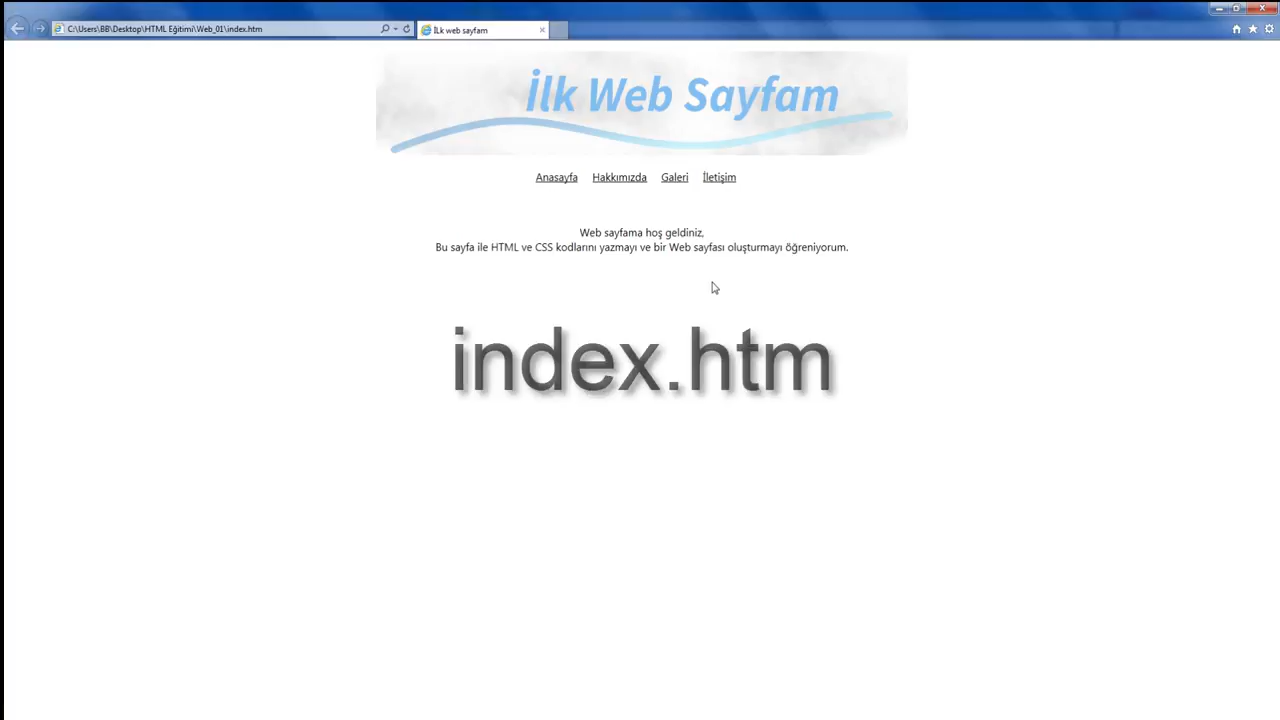 C:\Users\BB\Desktop\HTML Eğitimi\Web_01\index.htm
İLk web sayfam
İlk Web Sayfam
Anasayfa Hakkımızda Galeri İletişim
Web sayfama hoş geldiniz,
Bu sayfa ile HTML ve CSS kodlarını yazmayı ve bir Web sayfası oluşturmayı öğreniyorum.
index.htm